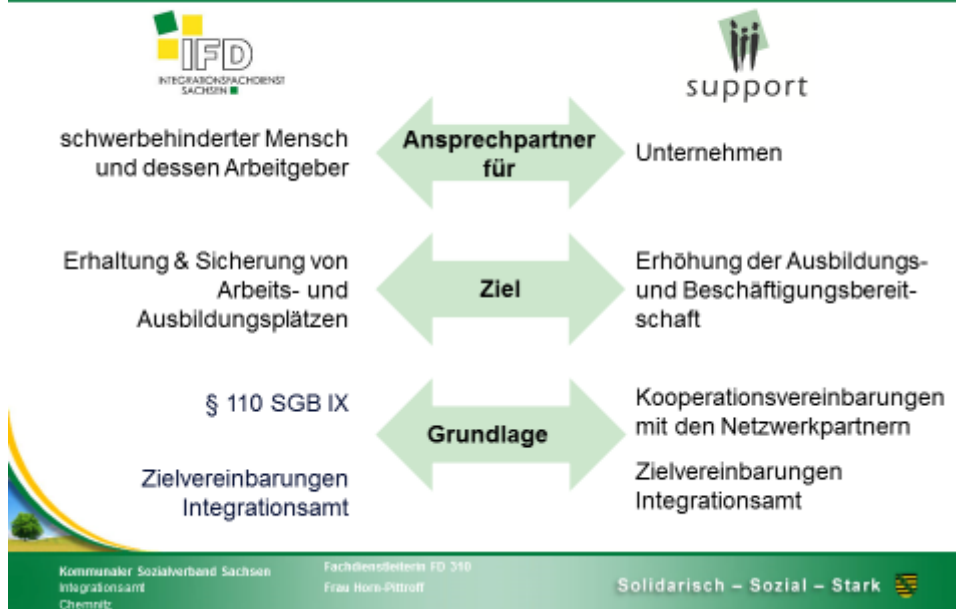 IFD
INTEGRATIONSFACHDIENST
SACHSEN
support
schwerbehinderter Mensch
und dessen Arbeitgeber
Ansprechpartner
für
Unternehmen
Erhaltung & Sicherung von
Arbeits- und
Ausbildungsplätzen
Ziel
Erhöhung der Ausbildungs-
und Beschäftigungsbereit-
schaft
§ 110 SGB IX
Zielvereinbarungen
Integrationsamt
Grundlage
Kooperationsvereinbarungen
mit den Netzwerkpartnern
Zielvereinbarungen
Integrationsamt
Kommunaler Sozialverband Sachsen
Integrationsamt
Chemnitz
Fachdienstleiterin FD 310
Frau Horn-Pittroff
Solidarisch – Sozial – Stark